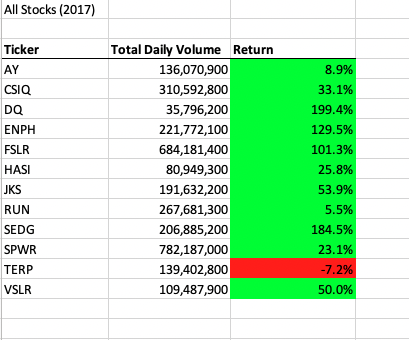 All Stocks (2017)
Ticker Total Daily Volume Return
AY 136,070,900 8.9%
CSIQ 310,592,800 33.1%
DQ 35,796,200 199.4%
ENPH 221,772,100 129.5%
FSLR 684,181,400 101.3%
HASI 80,949,300 25.8%
JKS 191,632,200 53.9%
RUN 267,681,300 5.5%
SEDG 206,885,200 184.5%
SPWR 782,187,000 23.1%
TERP 139,402,800 -7.2%
VSLR 109,487,900 50.0%